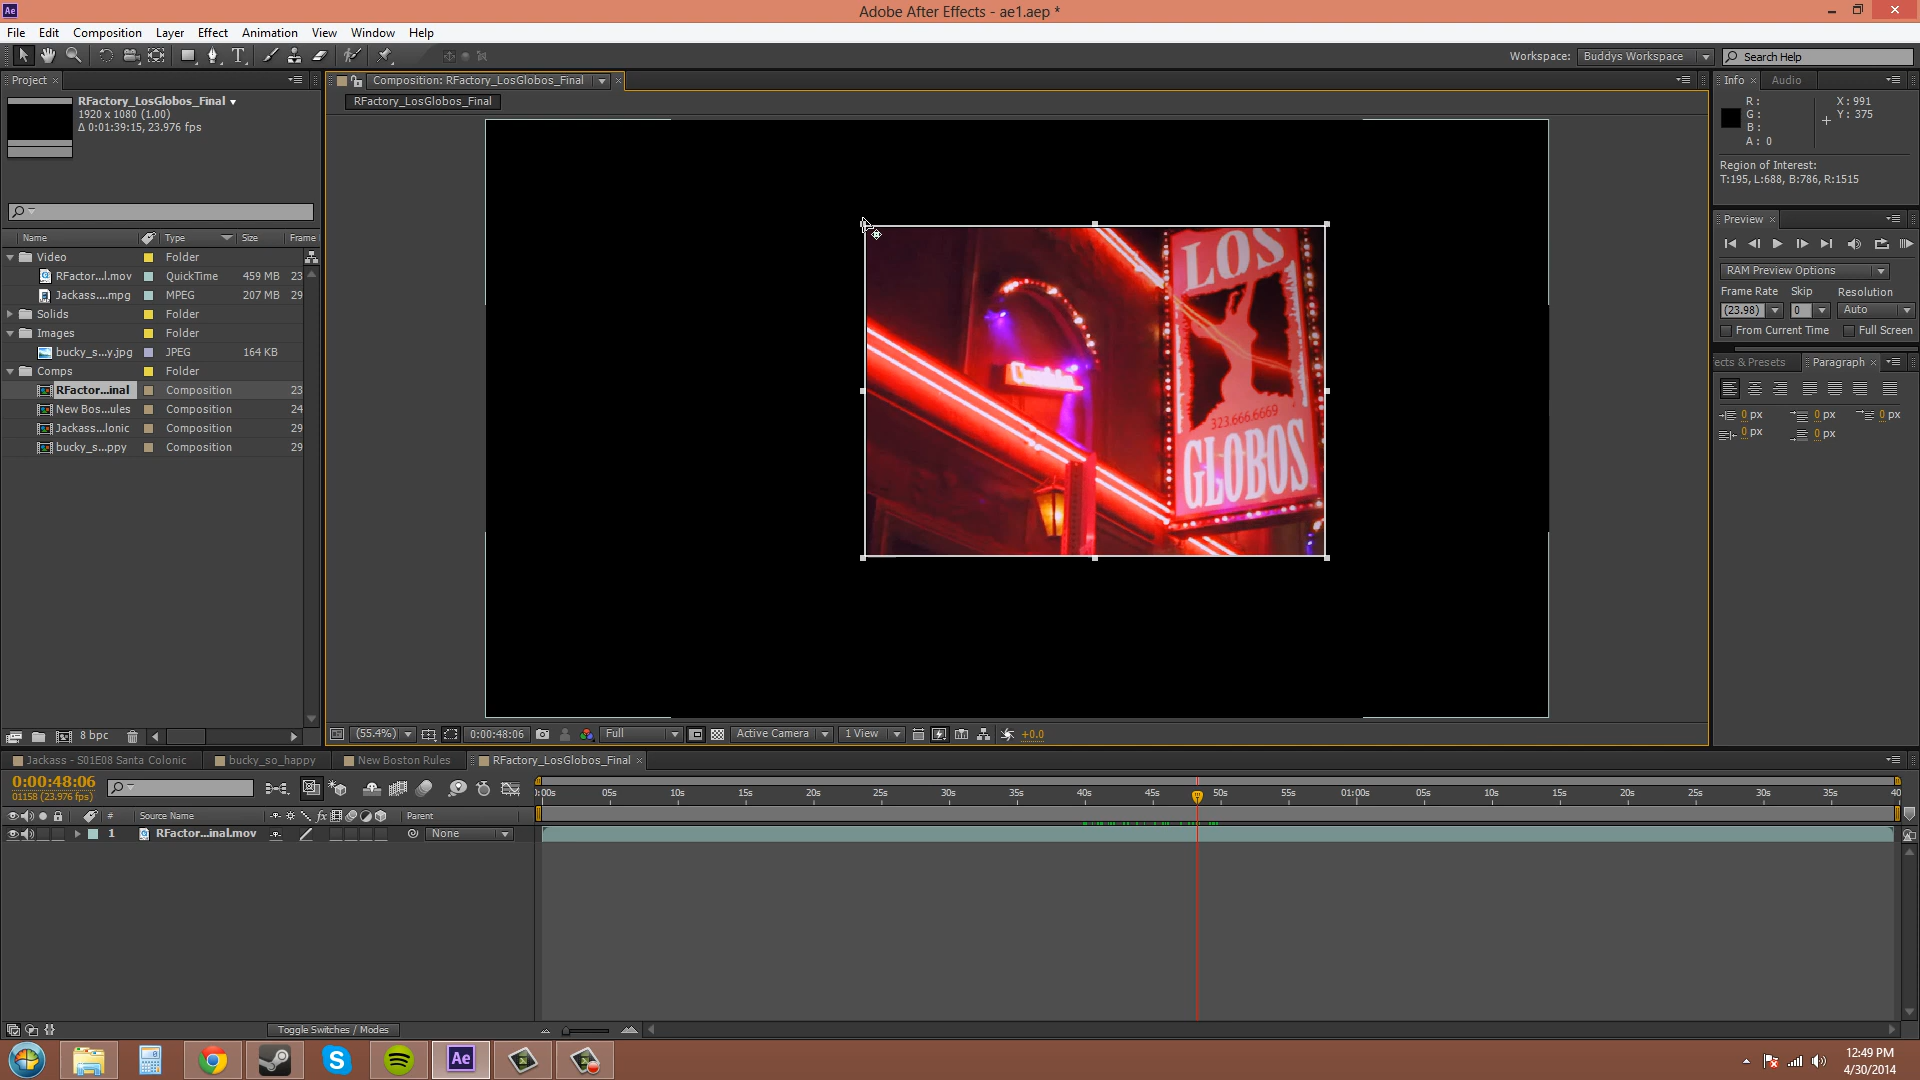 Ae
Adobe After Effects - ae1.aep *
File Edit Composition Layer Effect Animation View Window Help
Workspace: Buddys Workspace Search Help
Project
Composition: RFactory_LosGlobos_Final
Info Audio
RFactory_LosGlobos_Final
1920 x 1080 (1.00)
Δ 0:01:39:15, 23.976 fps
RFactory_LosGlobos_Final
R:
G:
B:
A: 0
X: 991
Y: 375
Region of Interest:
T:195, L:688, B:786, R:1515
Preview
RAM Preview Options
Frame Rate Skip Resolution
(23.98) 0 Auto
From Current Time Full Screen
ects & Presets Paragraph
0 px 0 px 0 px
0 px 0 px
Name Type Size Frame
Video Folder
RFactor...l.mov QuickTime 459 MB 23
Jackass....mpg MPEG 207 MB 29
Solids Folder
Images Folder
bucky_s...y.jpg JPEG 164 KB
Comps Folder
RFactor...inal Composition 23
New Bos...ules Composition 24
Jackass...lonic Composition 29
bucky_s...ppy Composition 29
LOS
323.666.6669
GLOBOS
8 bpc
(55.4%) 0:00:48:06 Full Active Camera 1 View +0.0
Jackass - S01E08 Santa Colonic bucky_so_happy New Boston Rules RFactory_LosGlobos_Final
0:00:48:06
01158 (23.976 fps)
):00s 05s 10s 15s 20s 25s 30s 35s 40s 45s 50s 55s 01:00s 05s 10s 15s 20s 25s 30s 35s 40
# Source Name fx Parent
1 RFactor...inal.mov None
Toggle Switches / Modes
Ae
12:49 PM
4/30/2014